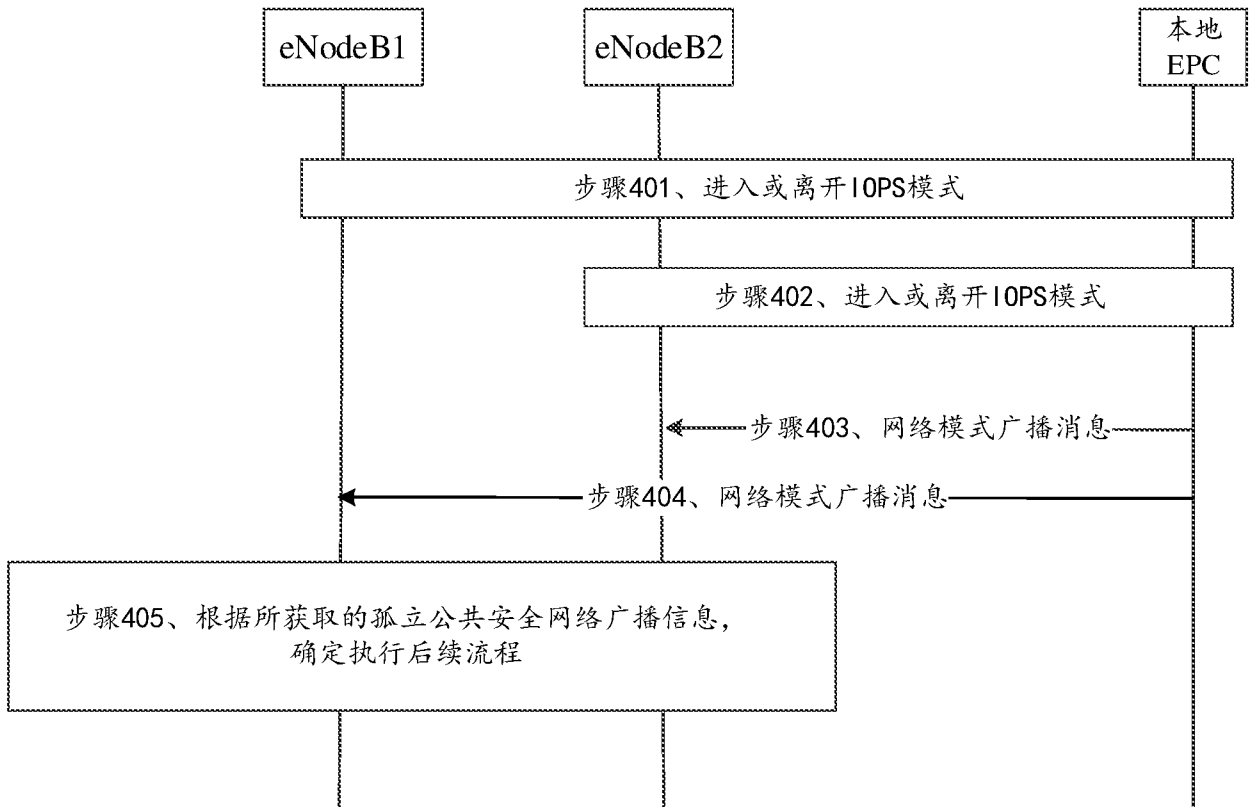 eNodeB1
eNodeB2
本地
EPC
步骤401、进入或离开IOPS模式
步骤402、进入或离开IOPS模式
步骤403、网络模式广播消息
步骤404、网络模式广播消息
步骤405、根据所获取的孤立公共安全网络广播信息，
确定执行后续流程